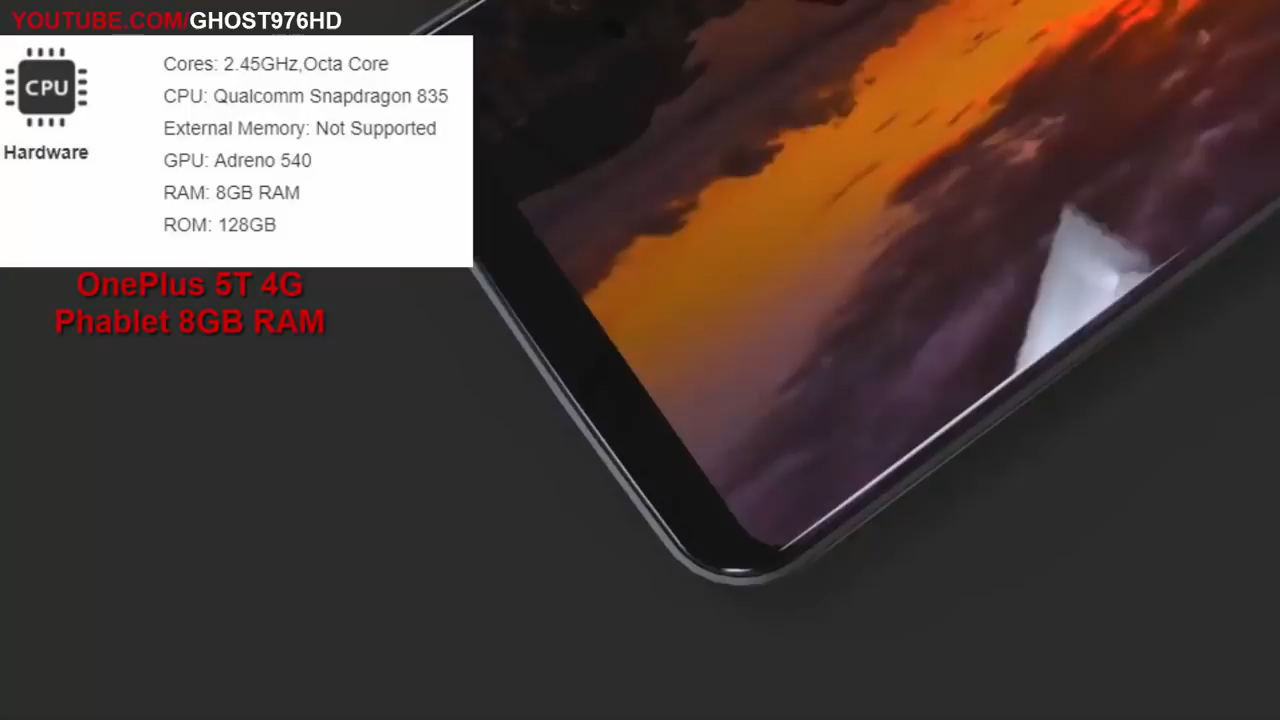 YOUTUBE.COM/GHOST976HD
CPU
Hardware
Cores: 2.45GHz,Octa Core
CPU: Qualcomm Snapdragon 835
External Memory: Not Supported
GPU: Adreno 540
RAM: 8GB RAM
ROM: 128GB
OnePlus 5T 4G
Phablet 8GB RAM